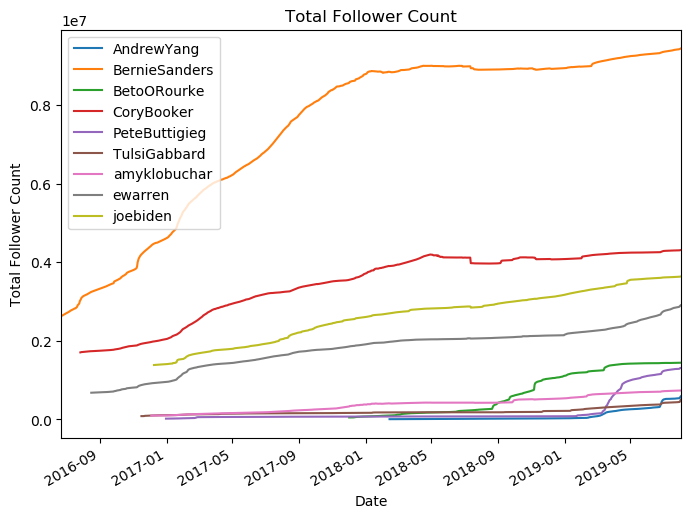 Total Follower Count
1e7
AndrewYang
BernieSanders
BetoORourke
CoryBooker
PeteButtigieg
TulsiGabbard
amyklobuchar
ewarren
joebiden
Total Follower Count
0.8
0.6
0.4
0.2
0.0
2016-09
2017-01
2017-05
2017-09
2018-01
2018-05
2018-09
2019-01
2019-05
Date